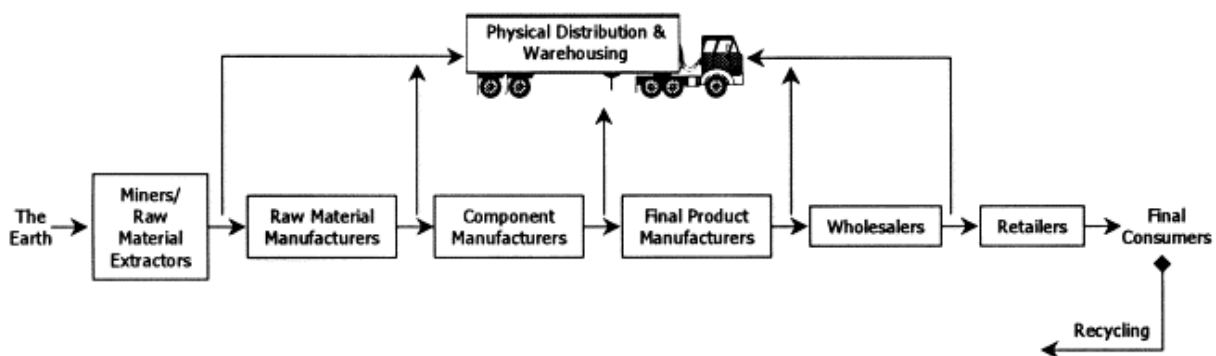 Physical Distribution &
Warehousing
The
Earth
Miners/
Raw
Material
Extractors
Raw Material
Manufacturers
Component
Manufacturers
Final Product
Manufacturers
Wholesalers
Retailers
Final
Consumers
Recycling